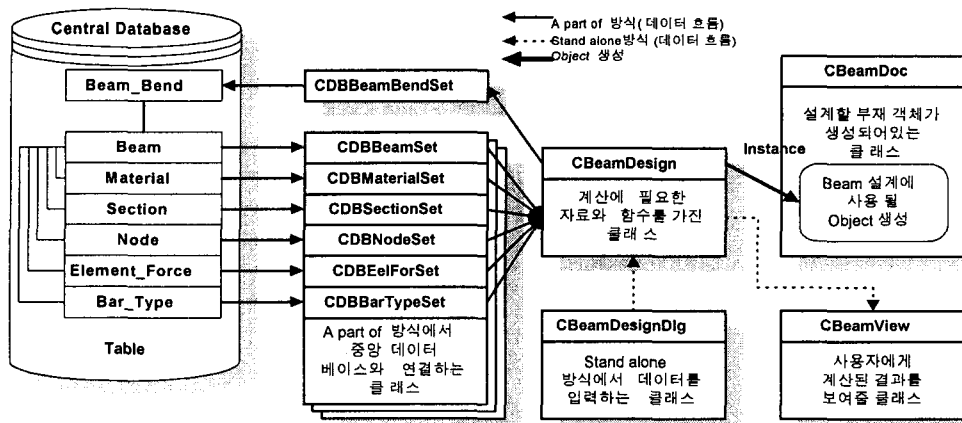 A part of 방식( 데이터 흐름)
Stand alone 방식 (데이터 흐름)
Object 생성
Central Database
Beam_Bend
Beam
Material
Section
Node
Element_Force
Bar_Type
Table
CDBBeamBendSet
CDBBeamSet
CDBMaterialSet
CDBSectionSet
CDBNodeSet
CDBEelForSet
CDBBarTypeSet
A part of 방식에서
중앙 데이터
베이스와 연결하는
클래스
CBeamDesign
계산에 필요한
자료와 함수를 가진
클래스
CBeamDesignDlg
Stand alone
방식에서 데이터를
입력하는 클래스
Instance
CBeamDoc
설계할 부재 객체가
생성되어있는
클래스
Beam 설계에
사용 될
Object 생성
CBeamView
사용자에게
계산된 결과를
보여줄 클래스